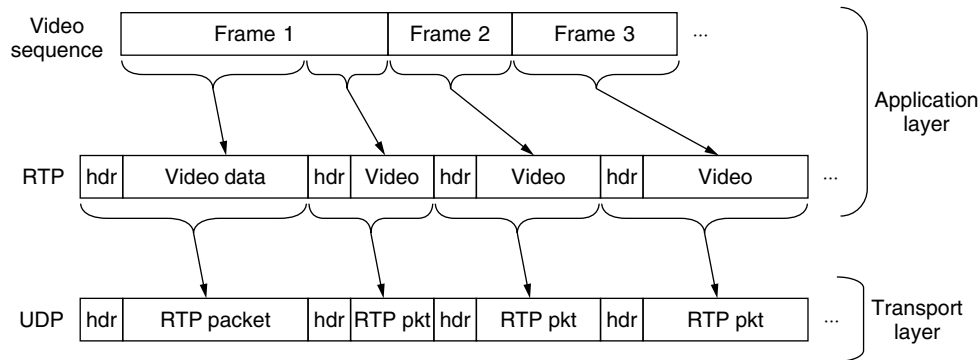 Video sequence
Frame 1 Frame 2 Frame 3 ...
Application layer
RTP hdr Video data hdr Video hdr Video hdr Video ...
UDP hdr RTP packet hdr RTP pkt hdr RTP pkt hdr RTP pkt ...
Transport layer